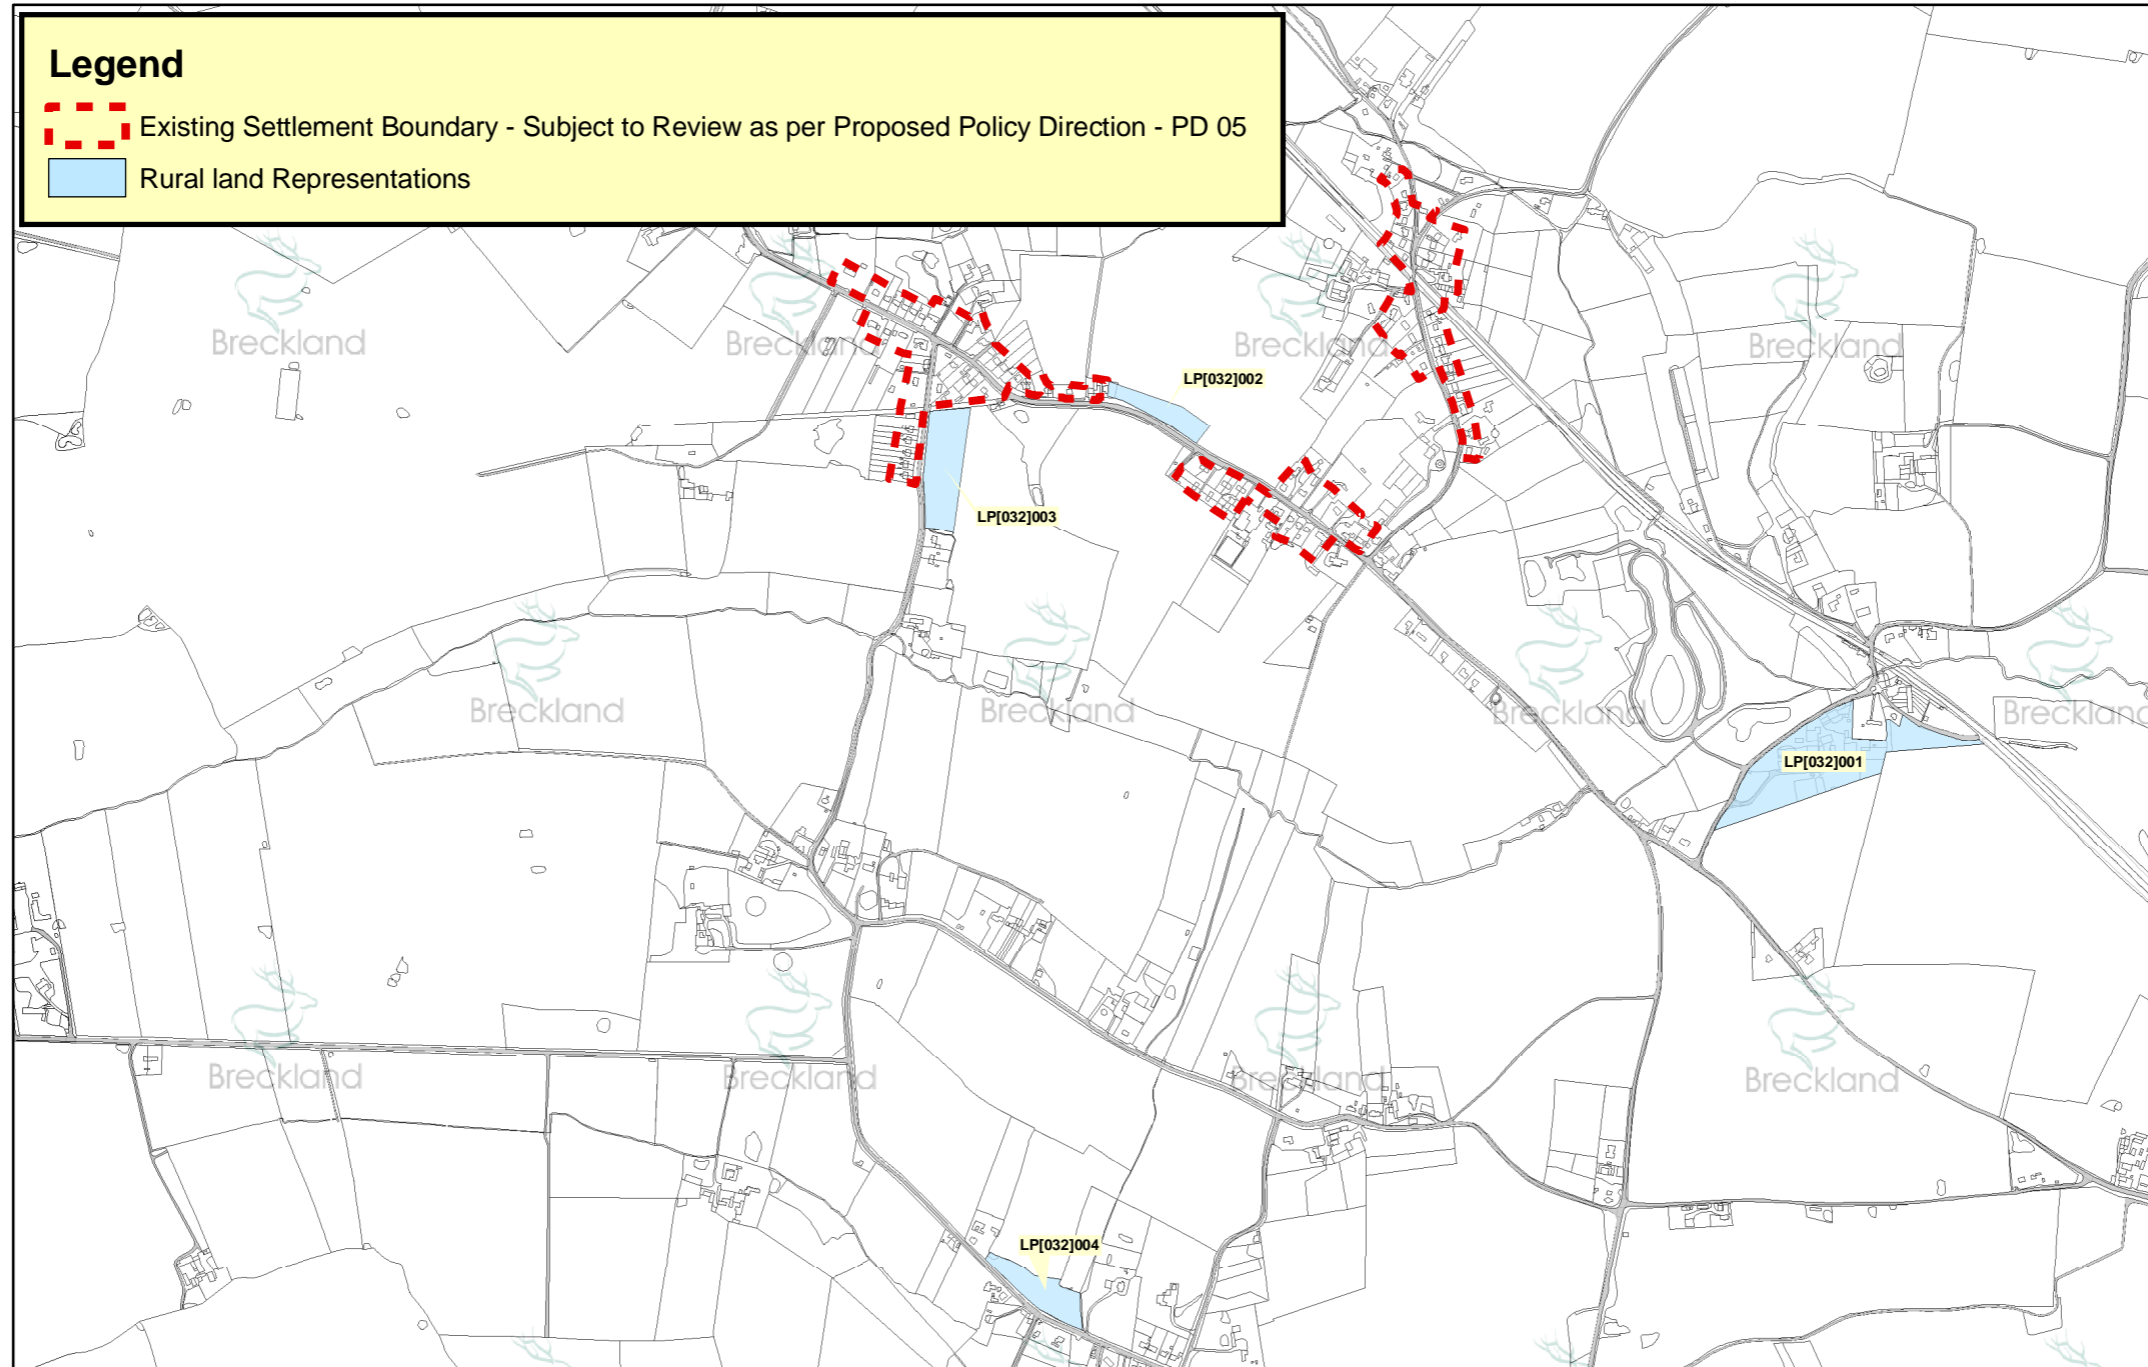 Legend
Existing Settlement Boundary - Subject to Review as per Proposed Policy Direction - PD 05
Rural land Representations
Breckland
Breckland
Breckland
Breckland
LP[032]002
LP[032]003
Breckland
Breckland
Breckland
Breckland
LP[032]001
Breckland
Breckland
Breckland
Breckland
LP[032]004